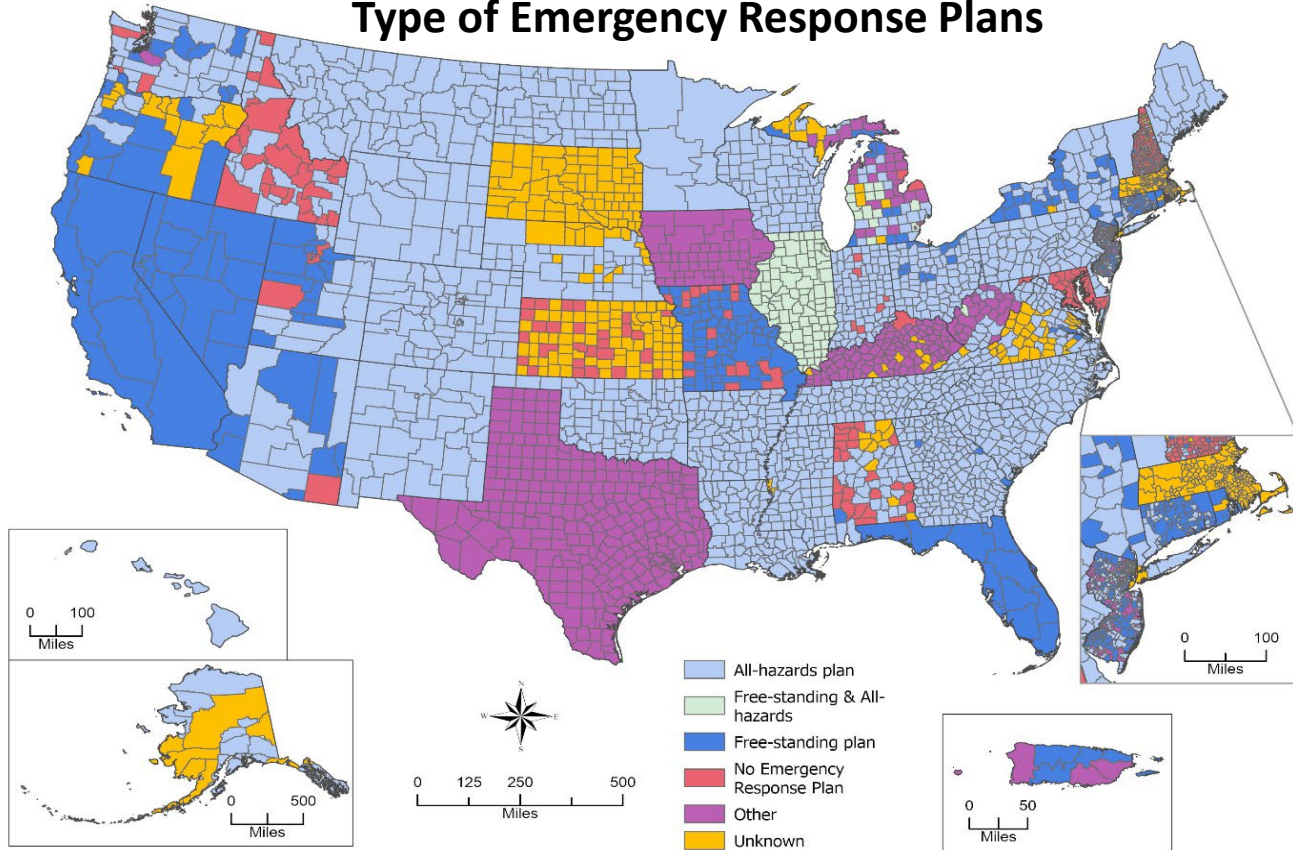 Type of Emergency Response Plans
0 100
Miles
0 500
Miles
N
W E
S
0 125 250 500
Miles
All-hazards plan
Free-standing & All-
hazards
Free-standing plan
No Emergency
Response Plan
Other
Unknown
0 100
Miles
0 50
Miles